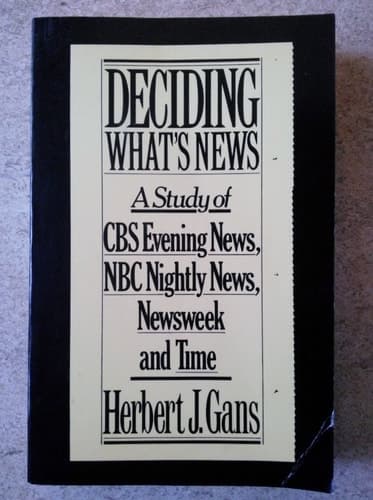 DECIDING
WHAT'S NEWS
A Study of
CBS Evening News,
NBC Nightly News,
Newsweek
and Time
Herbert J. Gans